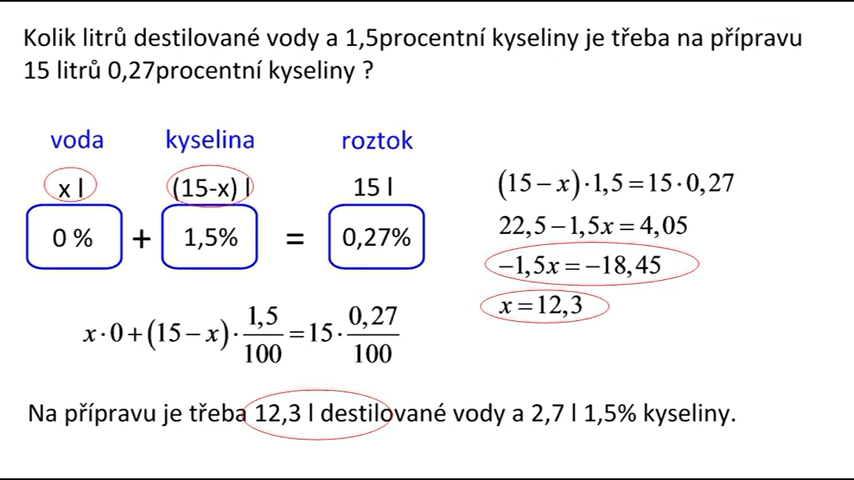 Kolik litrů destilované vody a 1,5procentní kyseliny je třeba na přípravu
15 litrů 0,27procentní kyseliny ?
voda kyselina roztok
x l (15-x) l 15 l
0 % + 1,5% = 0,27%
x·0+(15−x)·1,5/100=15·0,27/100
(15−x)·1,5=15·0,27
22,5−1,5x=4,05
−1,5x=−18,45
x=12,3
Na přípravu je třeba 12,3 l destilované vody a 2,7 l 1,5% kyseliny.